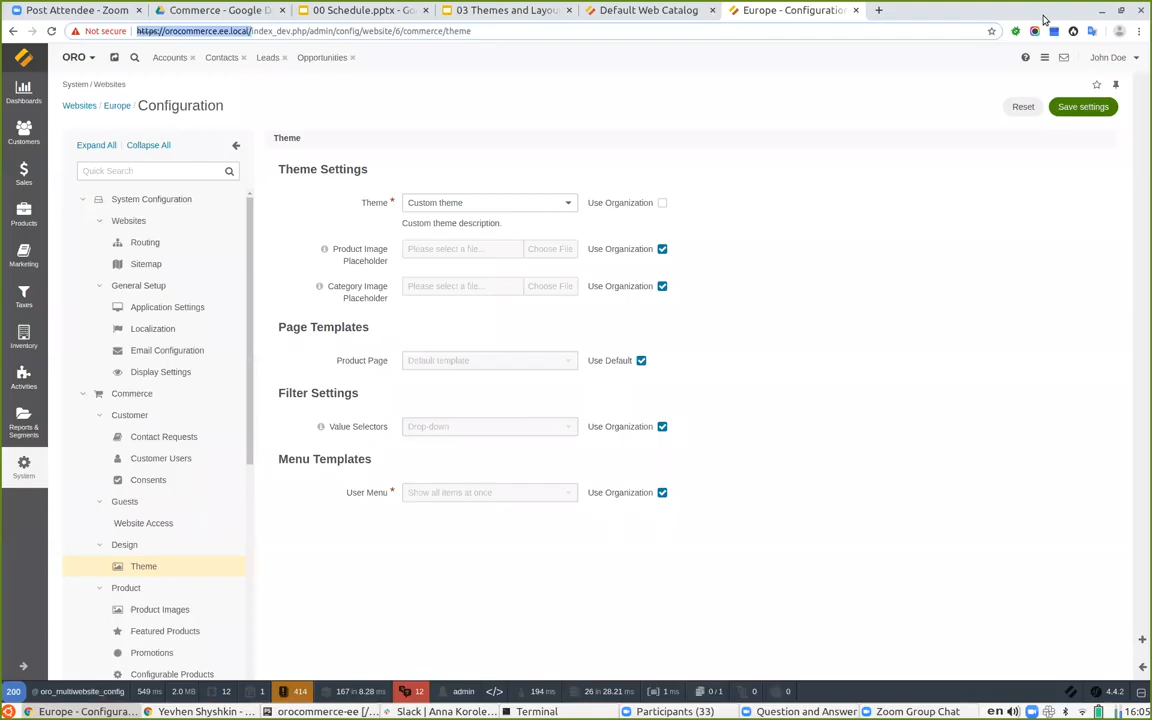 Post Attendee - Zoom
Commerce - Google D
00 Schedule.pptx - Go
03 Themes and Layou
Default Web Catalog
Europe - Configuration
Not secure
https://orocommerce.ee.local/index_dev.php/admin/config/website/6/commerce/theme
ORO
Accounts
Contacts
Leads
Opportunities
John Doe
Dashboards
Customers
Sales
Products
Marketing
Taxes
Inventory
Activities
Reports & Segments
System
System / Websites
Websites / Europe / Configuration
Reset
Save settings
Expand All | Collapse All
Quick Search
System Configuration
Websites
Routing
Sitemap
General Setup
Application Settings
Localization
Email Configuration
Display Settings
Commerce
Customer
Contact Requests
Customer Users
Consents
Guests
Website Access
Design
Theme
Product
Product Images
Featured Products
Promotions
Configurable Products
Theme
Theme Settings
Theme * Custom theme Use Organization
Custom theme description.
Product Image Placeholder Please select a file... Choose File Use Organization
Category Image Placeholder Please select a file... Choose File Use Organization
Page Templates
Product Page Default template Use Default
Filter Settings
Value Selectors Drop-down Use Organization
Menu Templates
User Menu * Show all items at once Use Organization
200 @ oro_multiwebsite_config 549 ms 2.0 MB 12 1 414 167 in 8.28 ms 12 admin </> 194 ms 26 in 28.21 ms 1 ms 0 / 1 0 0 4.4.2
Europe - Configura...
Yevhen Shyshkin - ...
orocommerce-ee [/...
Slack | Anna Korole...
Terminal
Participants (33)
Question and Answer
Zoom Group Chat
en
16:05